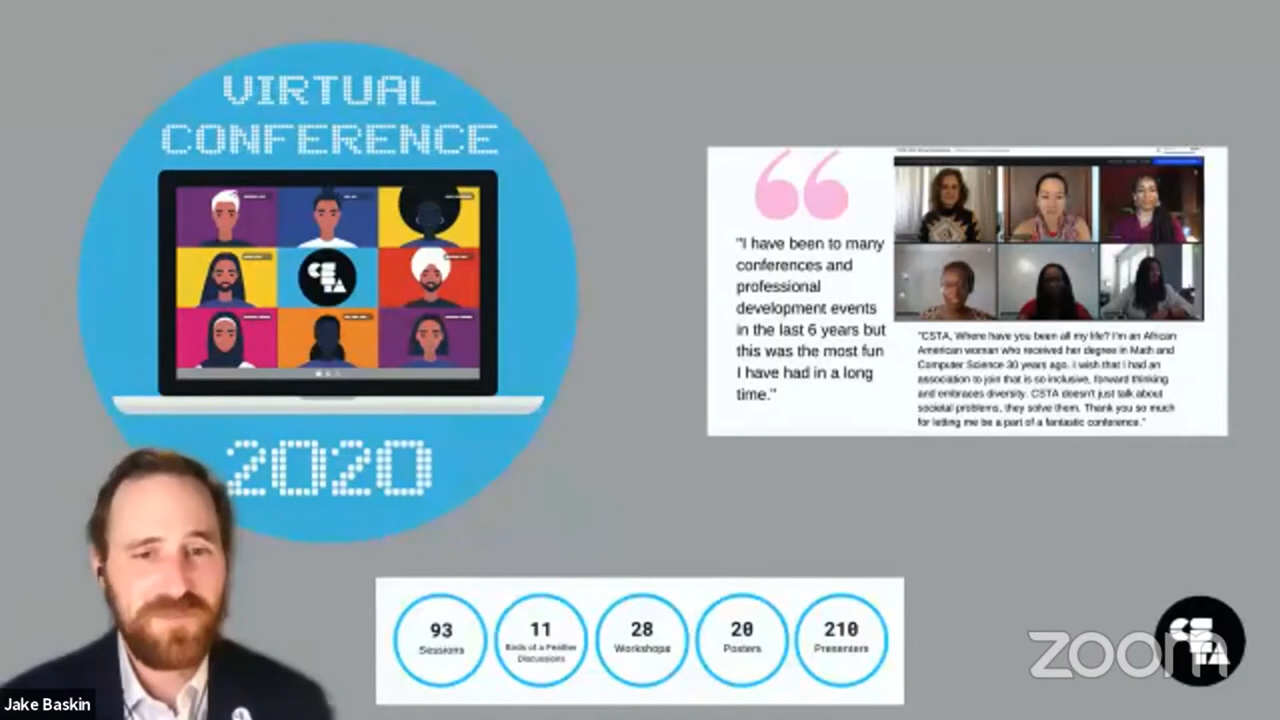 VIRTUAL
CONFERENCE
CSTA
2020
"I have been to many
conferences and
professional
development events
in the last 6 years but
this was the most fun
I have had in a long
time."
"CSTA, Where have you been all my life? I'm an African
American woman who received her degree in Math and
Computer Science 30 years ago. I wish that I had an
association to join that is so inclusive, forward thinking
and embraces diversity. CSTA doesn't just talk about
societal problems, they solve them. Thank you so much
for letting me be a part of a fantastic conference."
93
Sessions
11
Birds of a Feather
Discussions
28
Workshops
20
Posters
210
Presenters
Jake Baskin
zoom
CSTA